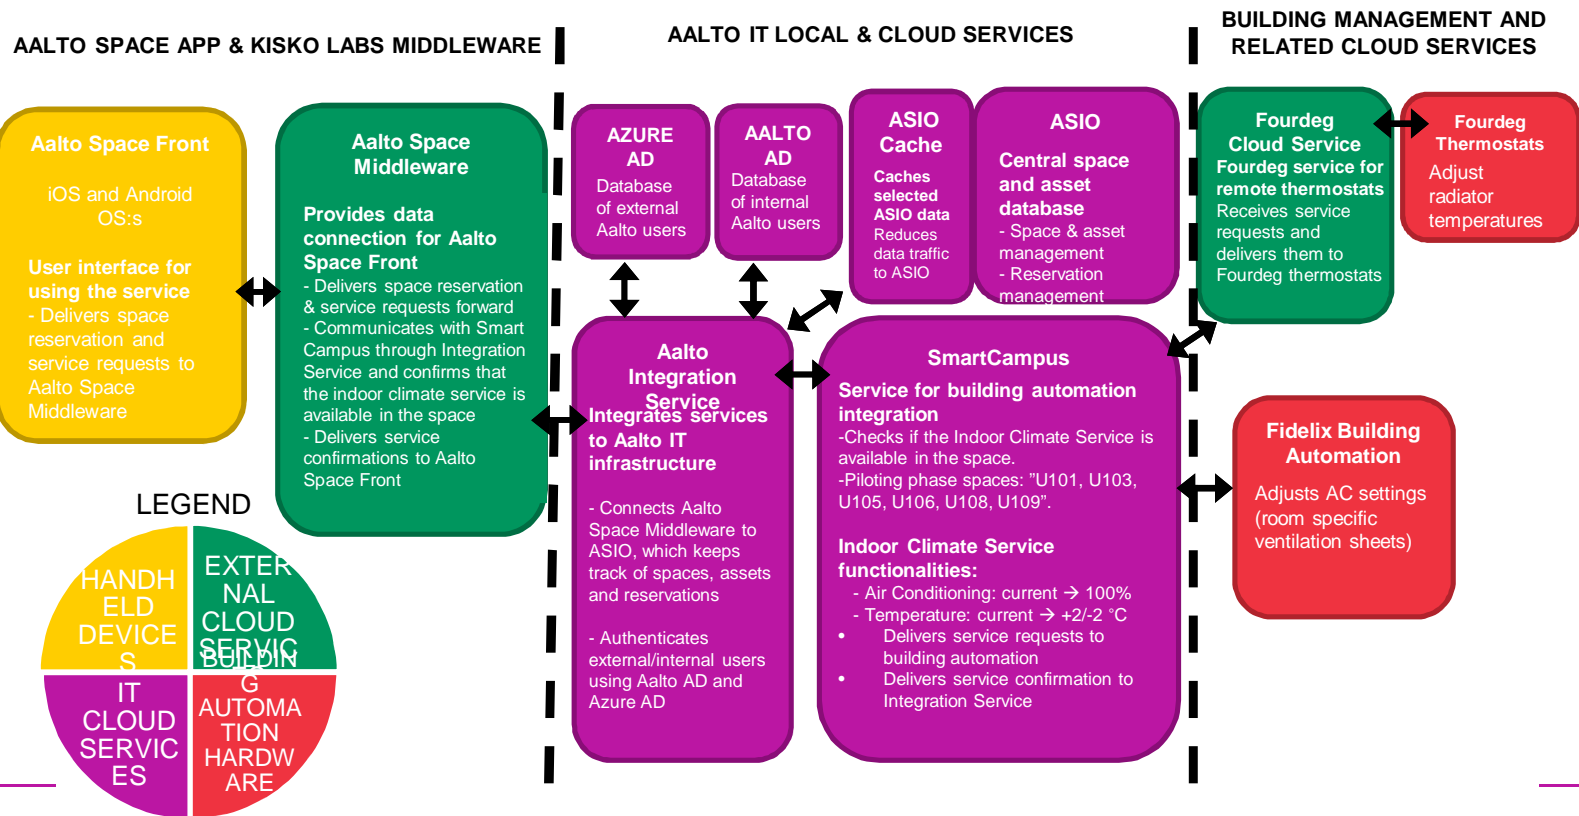 AALTO SPACE APP & KISKO LABS MIDDLEWARE
AALTO IT LOCAL & CLOUD SERVICES
BUILDING MANAGEMENT AND
RELATED CLOUD SERVICES
Aalto Space Front
iOS and Android
OS:s
User interface for
using the service
- Delivers space
reservation and
service requests to
Aalto Space
Middleware
Aalto Space
Middleware
Provides data
connection for Aalto
Space Front
- Delivers space reservation
& service requests forward
- Communicates with Smart
Campus through Integration
Service and confirms that
the indoor climate service is
available in the space
- Delivers service
confirmations to Aalto
Space Front
AZURE
AD
Database
of external
Aalto users
AALTO
AD
Database
of internal
Aalto users
ASIO
Cache
Caches
selected
ASIO data
Reduces
data traffic
to ASIO
ASIO
Central space
and asset
database
- Space & asset
management
- Reservation
management
Aalto
Integration
Service
Integrates services
to Aalto IT
infrastructure
- Connects Aalto
Space Middleware to
ASIO, which keeps
track of spaces, assets
and reservations
- Authenticates
external/internal users
using Aalto AD and
Azure AD
SmartCampus
Service for building automation
integration
-Checks if the Indoor Climate Service is
available in the space.
-Piloting phase spaces: ”U101, U103,
U105, U106, U108, U109”.
Indoor Climate Service
functionalities:
- Air Conditioning: current → 100%
- Temperature: current → +2/-2 °C
• Delivers service requests to
building automation
• Delivers service confirmation to
Integration Service
Fourdeg
Cloud Service
Fourdeg service for
remote thermostats
Receives service
requests and
delivers them to
Fourdeg thermostats
Fourdeg
Thermostats
Adjust
radiator
temperatures
Fidelix Building
Automation
Adjusts AC settings
(room specific
ventilation sheets)
LEGEND
HANDH
ELD
DEVICE
S
EXTER
NAL
CLOUD
SERVIC
IT
CLOUD
SERVIC
ES
BUILDIN
G
AUTOMA
TION
HARDW
ARE